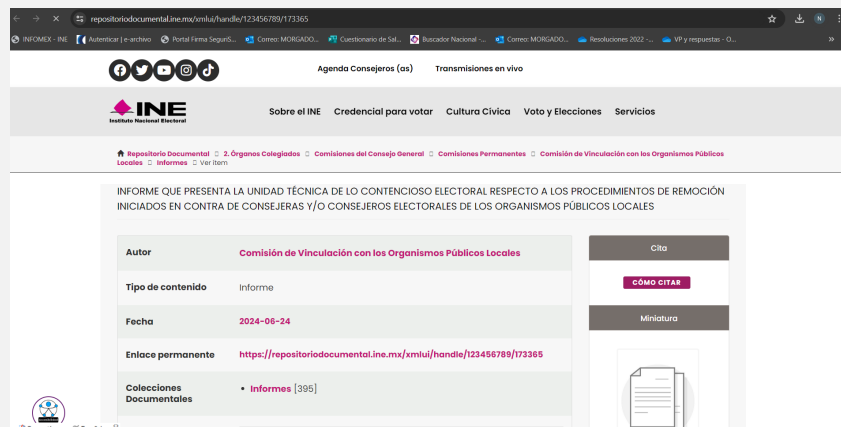 repositoriodocumental.ine.mx/xmlui/handle/123456789/173365
INFOMEX - INE
Autenticar | e-archivo
Portal Firma SeguriS...
Correo: MORGADO...
Cuestionario de Sal...
Buscador Nacional -...
Correo: MORGADO...
Resoluciones 2022 -...
VP y respuestas - O...
»
Agenda Consejeros (as) Transmisiones en vivo
INE
Instituto Nacional Electoral
Sobre el INE Credencial para votar Cultura Cívica Voto y Elecciones Servicios
Repositorio Documental 2. Órganos Colegiados Comisiones del Consejo General Comisiones Permanentes Comisión de Vinculación con los Organismos Públicos
Locales Informes Ver ítem
INFORME QUE PRESENTA LA UNIDAD TÉCNICA DE LO CONTENCIOSO ELECTORAL RESPECTO A LOS PROCEDIMIENTOS DE REMOCIÓN
INICIADOS EN CONTRA DE CONSEJERAS Y/O CONSEJEROS ELECTORALES DE LOS ORGANISMOS PÚBLICOS LOCALES
Autor Comisión de Vinculación con los Organismos Públicos Locales
Tipo de contenido Informe
Fecha 2024-06-24
Enlace permanente https://repositoriodocumental.ine.mx/xmlui/handle/123456789/173365
Colecciones
Documentales
• Informes [395]
Cita
CÓMO CITAR
Miniatura